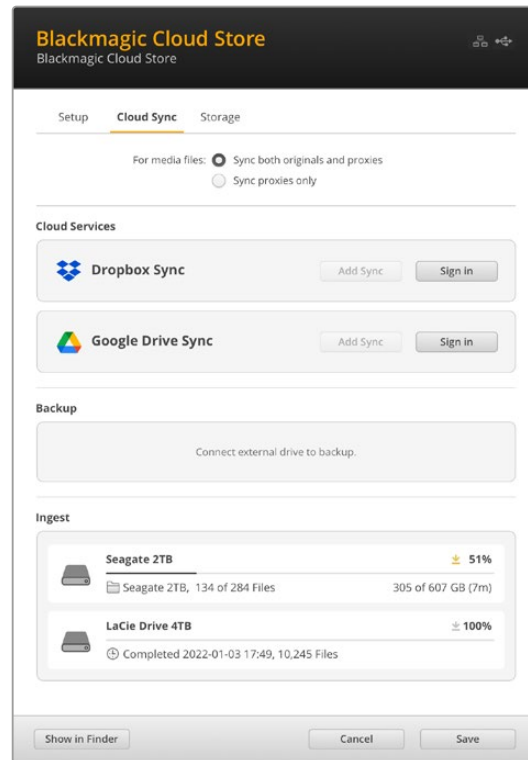 Blackmagic Cloud Store
Blackmagic Cloud Store
Setup Cloud Sync Storage
For media files: Sync both originals and proxies
Sync proxies only
Cloud Services
Dropbox Sync Add Sync Sign in
Google Drive Sync Add Sync Sign in
Backup
Connect external drive to backup.
Ingest
Seagate 2TB 51%
Seagate 2TB, 134 of 284 Files 305 of 607 GB (7m)
LaCie Drive 4TB 100%
Completed 2022-01-03 17:49, 10,245 Files
Show in Finder Cancel Save